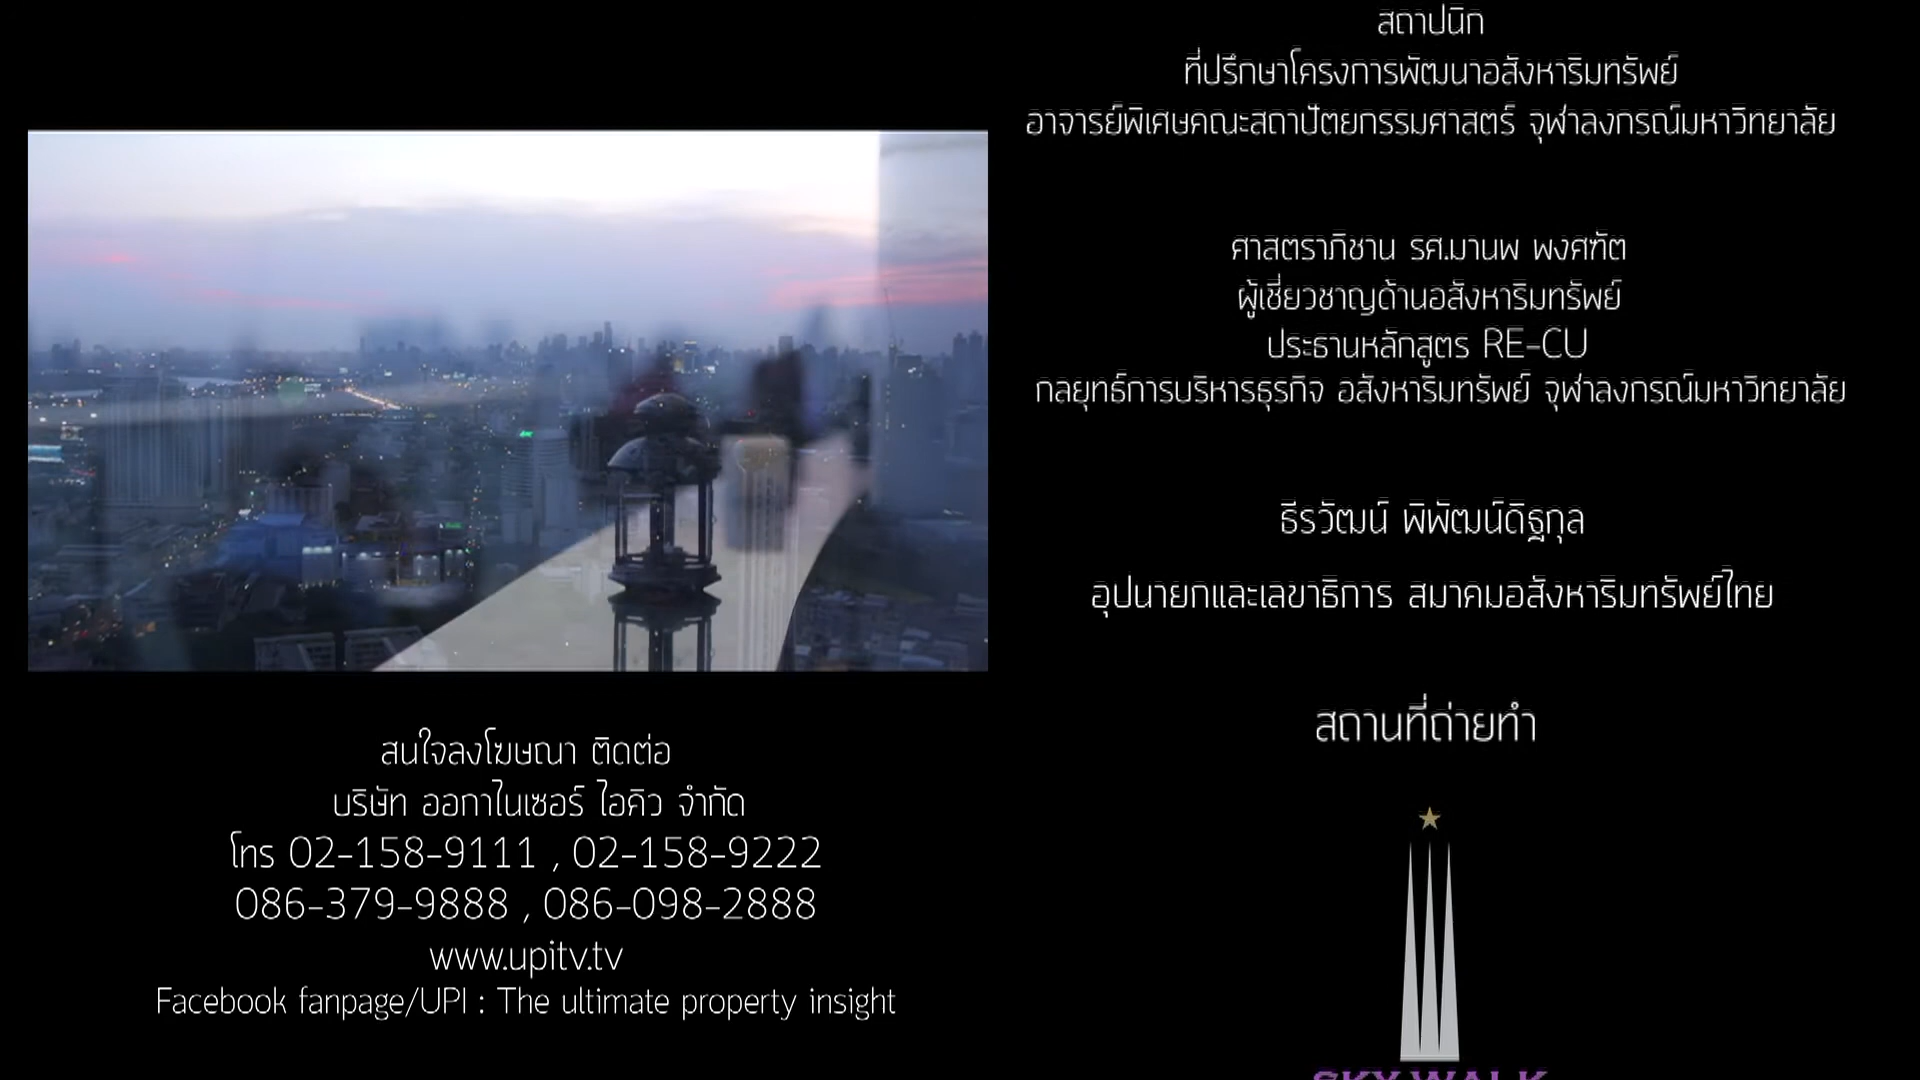 สถาปนิก
ที่ปรึกษาโครงการพัฒนาอสังหาริมทรัพย์
อาจารย์พิเศษคณะสถาปัตยกรรมศาสตร์ จุฬาลงกรณ์มหาวิทยาลัย
ศาสตราภิชาน รศ.มานพ พงศทัต
ผู้เชี่ยวชาญด้านอสังหาริมทรัพย์
ประธานหลักสูตร RE-CU
กลยุทธ์การบริหารธุรกิจ อสังหาริมทรัพย์ จุฬาลงกรณ์มหาวิทยาลัย
ธีรวัฒน์ พิพัฒน์ดิฐกุล
อุปนายกและเลขาธิการ สมาคมอสังหาริมทรัพย์ไทย
สถานที่ถ่ายทำ
SKY WALK
สนใจลงโฆษณา ติดต่อ
บริษัท ออกาไนเซอร์ ไอคิว จำกัด
โทร 02-158-9111 , 02-158-9222
086-379-9888 , 086-098-2888
www.upitv.tv
Facebook fanpage/UPI : The ultimate property insight